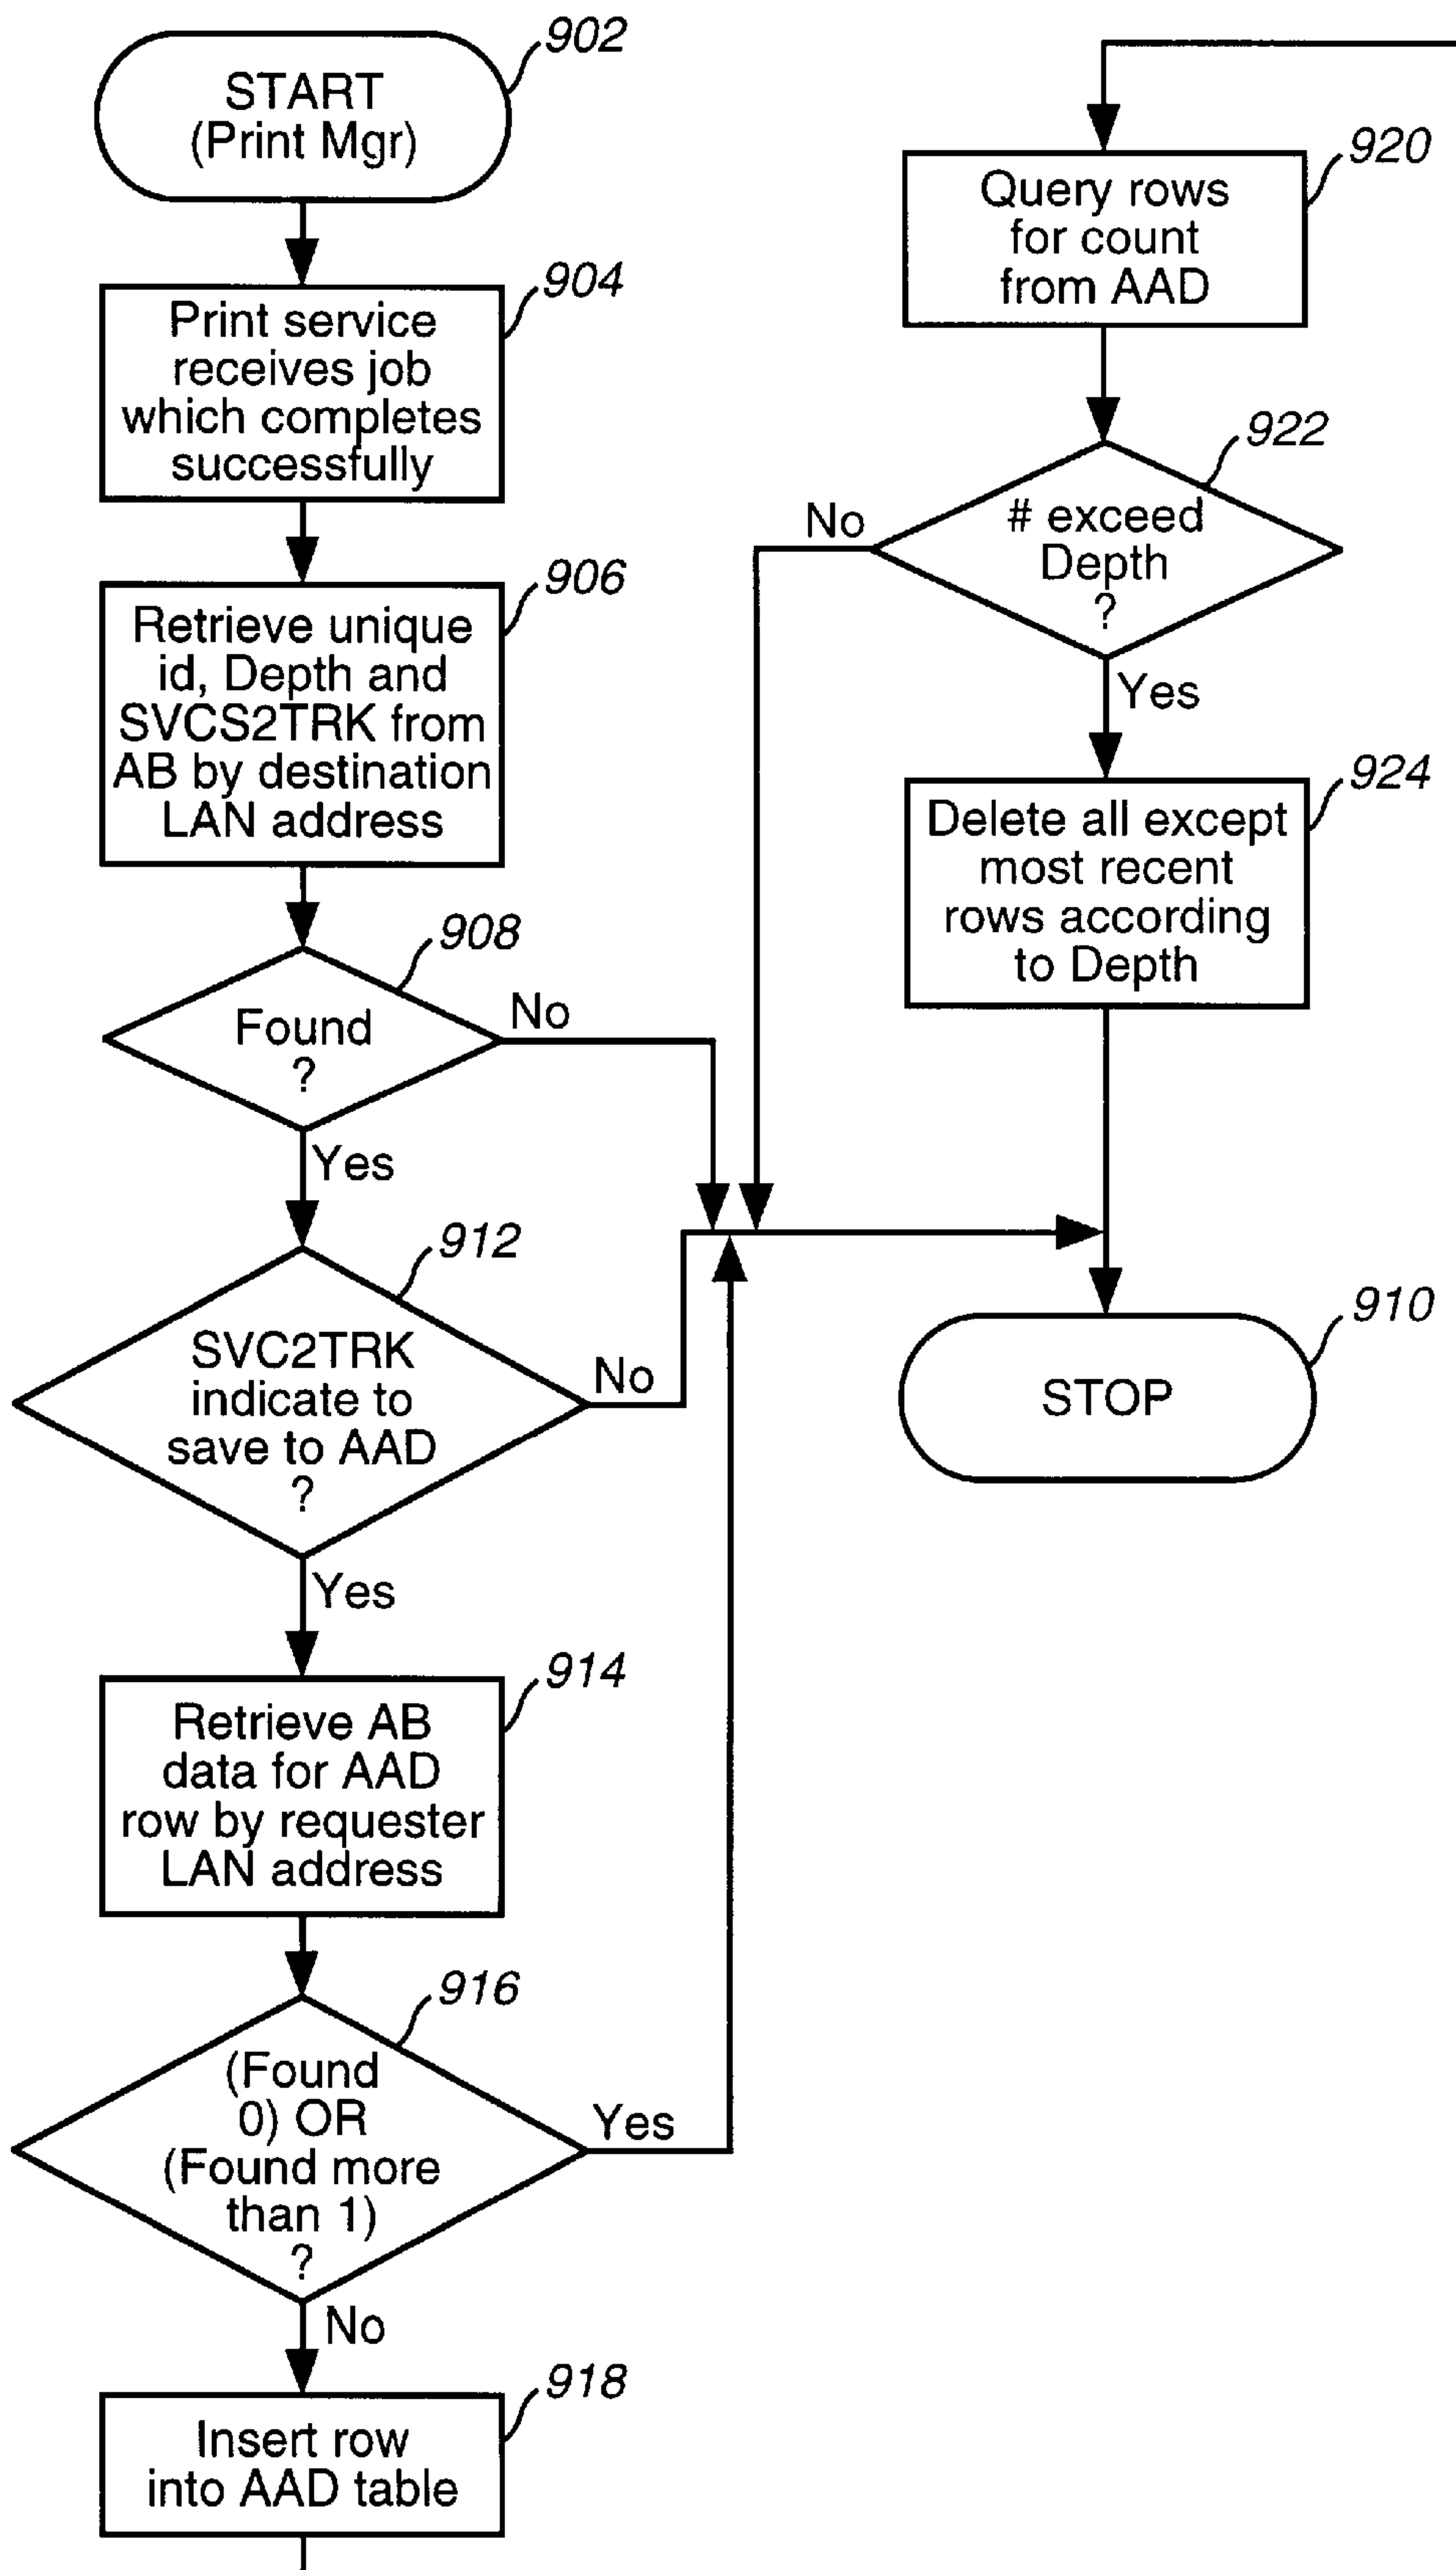 902
START
(Print Mgr)
904
Print service
receives job
which completes
successfully
906
Retrieve unique
id, Depth and
SVCS2TRK from
AB by destination
LAN address
908
Found
?
No
Yes
912
SVC2TRK
indicate to
save to AAD
?
No
Yes
914
Retrieve AB
data for AAD
row by requester
LAN address
916
(Found
0) OR
(Found more
than 1)
?
Yes
No
918
Insert row
into AAD table
920
Query rows
for count
from AAD
922
# exceed
Depth
?
No
Yes
924
Delete all except
most recent
rows according
to Depth
910
STOP